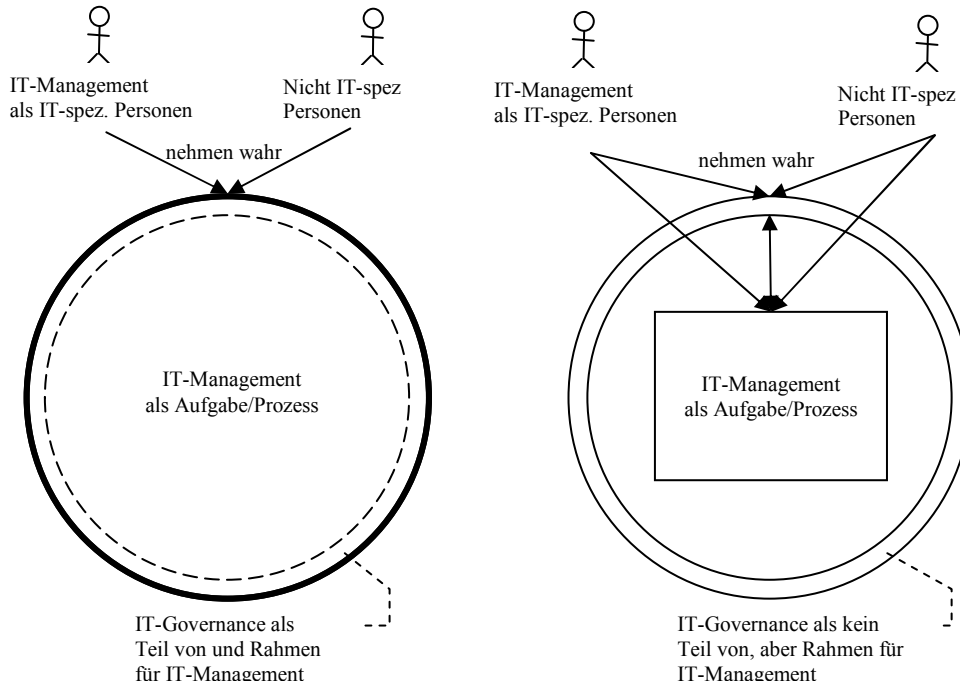 IT-Management
als IT-spez. Personen
Nicht IT-spez
Personen
nehmen wahr
IT-Management
als Aufgabe/Prozess
IT-Governance als
Teil von und Rahmen
für IT-Management
IT-Management
als IT-spez. Personen
Nicht IT-spez
Personen
nehmen wahr
IT-Management
als Aufgabe/Prozess
IT-Governance als kein
Teil von, aber Rahmen für
IT-Management